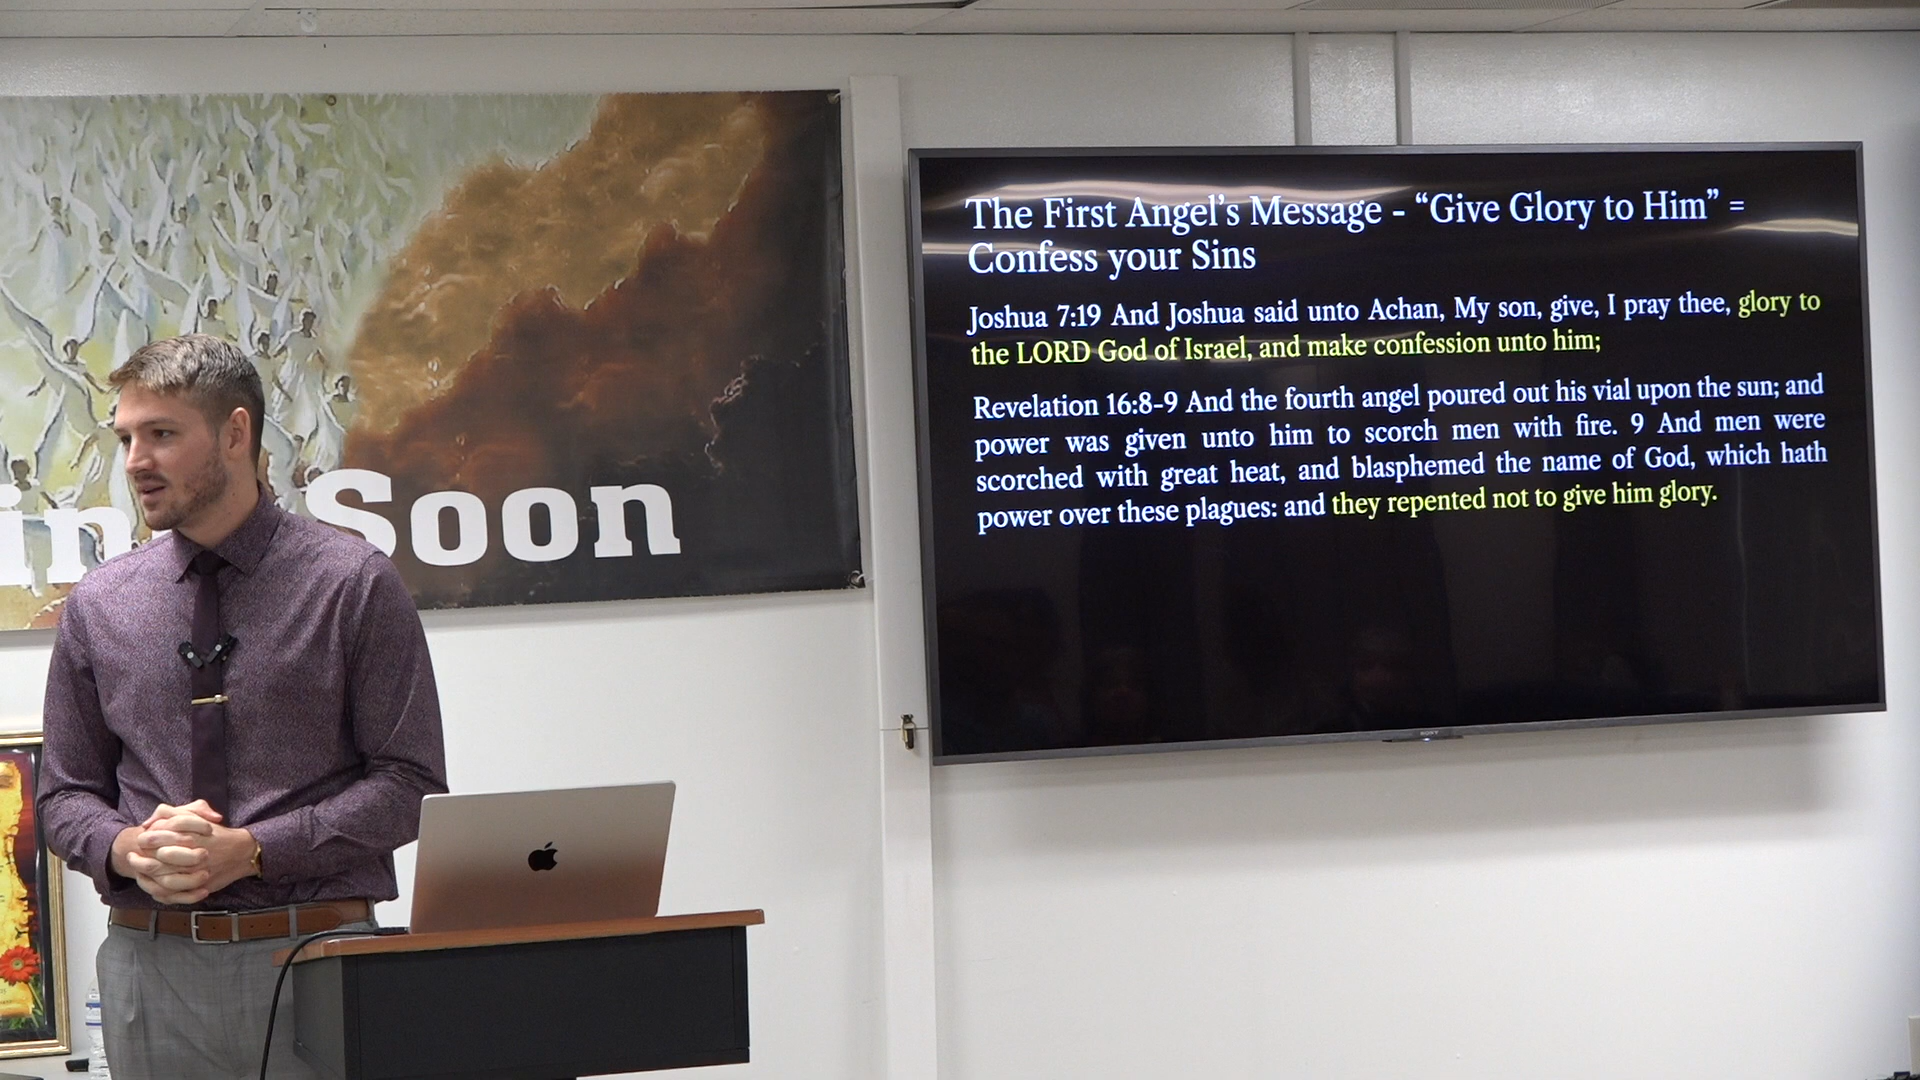 Soon
The First Angel's Message - “Give Glory to Him” =
Confess your Sins
Joshua 7:19 And Joshua said unto Achan, My son, give, I pray thee, glory to
the LORD God of Israel, and make confession unto him;
Revelation 16:8-9 And the fourth angel poured out his vial upon the sun; and
power was given unto him to scorch men with fire. 9 And men were
scorched with great heat, and blasphemed the name of God, which hath
power over these plagues: and they repented not to give him glory.
SONY